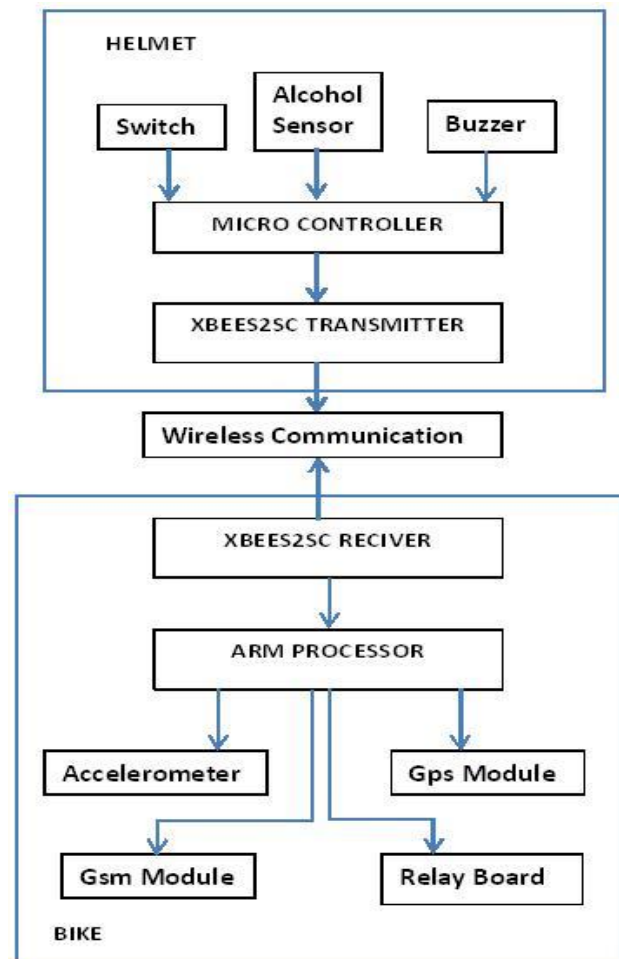 HELMET
Switch
Alcohol
Sensor
Buzzer
MICRO CONTROLLER
XBEES2SC TRANSMITTER
Wireless Communication
XBEES2SC RECIVER
ARM PROCESSOR
Accelerometer
Gps Module
Gsm Module
Relay Board
BIKE